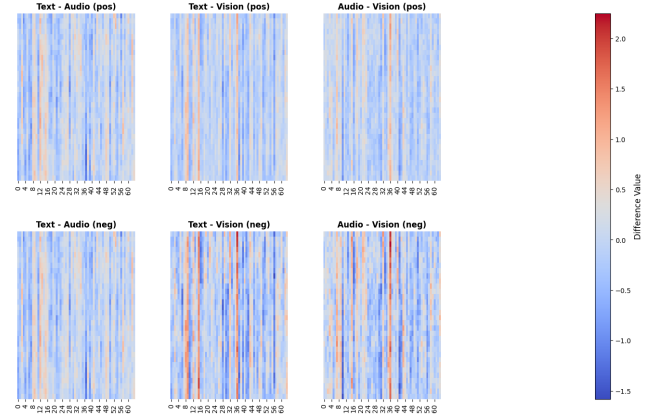 Text - Audio (pos)
Text - Vision (pos)
Audio - Vision (pos)
0 4 8 12 16 20 24 28 32 36 40 44 48 52 56 60
0 4 8 12 16 20 24 28 32 36 40 44 48 52 56 60
0 4 8 12 16 20 24 28 32 36 40 44 48 52 56 60
Text - Audio (neg)
Text - Vision (neg)
Audio - Vision (neg)
0 4 8 12 16 20 24 28 32 36 40 44 48 52 56 60
0 4 8 12 16 20 24 28 32 36 40 44 48 52 56 60
0 4 8 12 16 20 24 28 32 36 40 44 48 52 56 60
2.0
1.5
1.0
0.5
0.0
−0.5
−1.0
−1.5
Difference Value